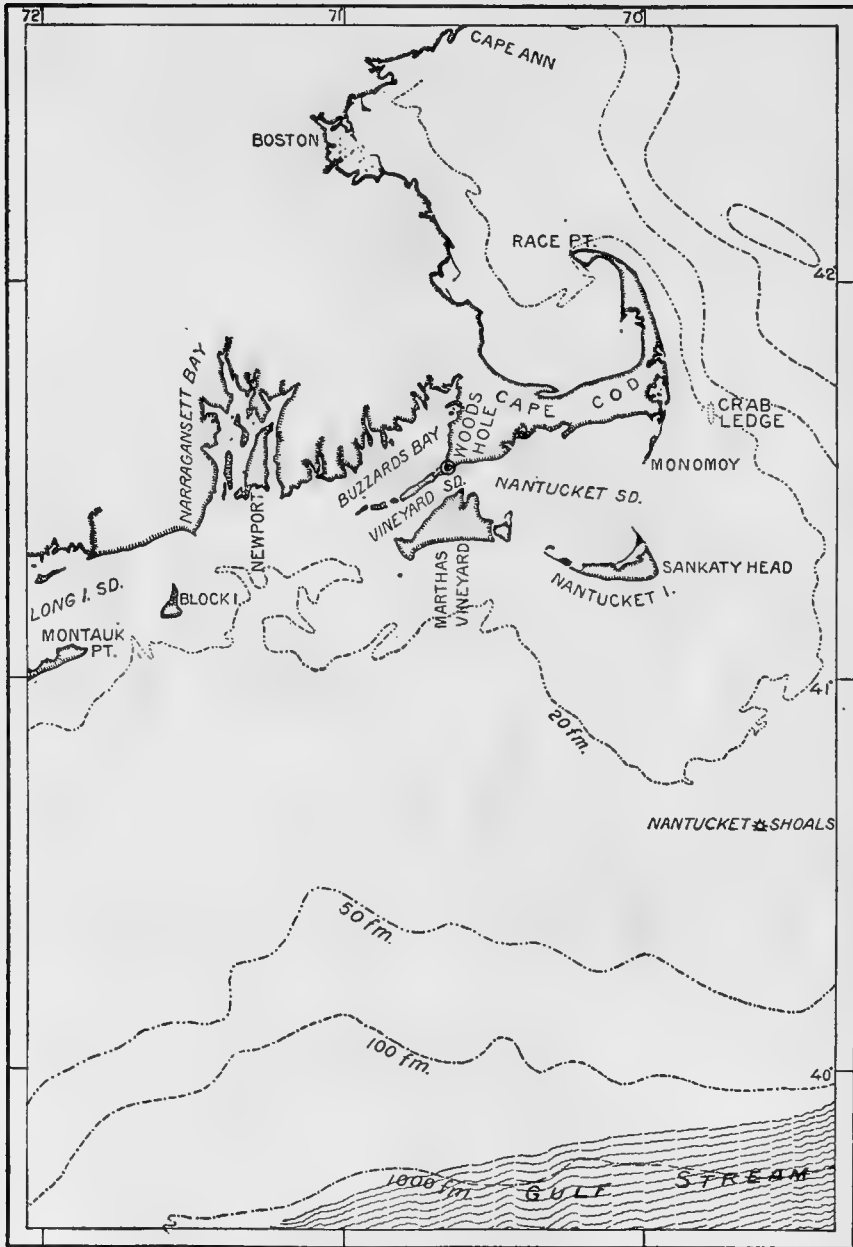 72
71
70
CAPE ANN
BOSTON
RACE PT.
42°
NARRAGANSETT BAY
CAPE COD
CRAB
LEDGE
WOODS
HOLE
BUZZARDS BAY
MONOMOY
VINEYARD SD.
NANTUCKET SD.
NEWPORT
SANKATY HEAD
LONG I. SD.
BLOCK I.
MARTHAS
VINEYARD
NANTUCKET I.
MONTAUK
PT.
41°
20 fm.
NANTUCKET SHOALS
50 fm.
100 fm.
40°
1000 fm.
GULF STREAM